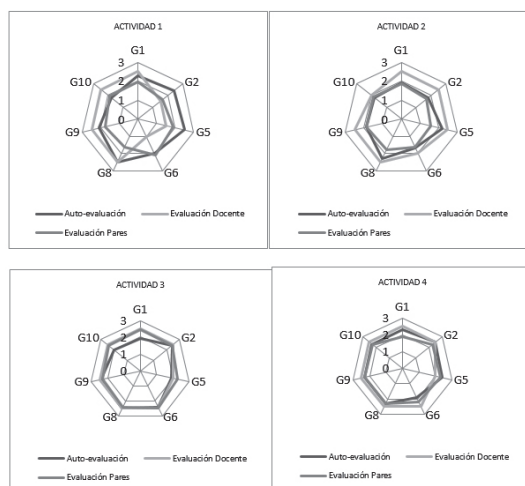 ACTIVIDAD 1
G1
3
2
1
0
G2
G5
G6
G8
G9
G10
Auto-evaluación
Evaluación Docente
Evaluación Pares
ACTIVIDAD 2
G1
3
2
1
0
G2
G5
G6
G8
G9
G10
Auto-evaluación
Evaluación Docente
Evaluación Pares
ACTIVIDAD 3
G1
3
2
1
0
G2
G5
G6
G8
G9
G10
Auto-evaluación
Evaluación Docente
Evaluación Pares
ACTIVIDAD 4
G1
3
2
1
0
G2
G5
G6
G8
G9
G10
Auto-evaluación
Evaluación Docente
Evaluación Pares